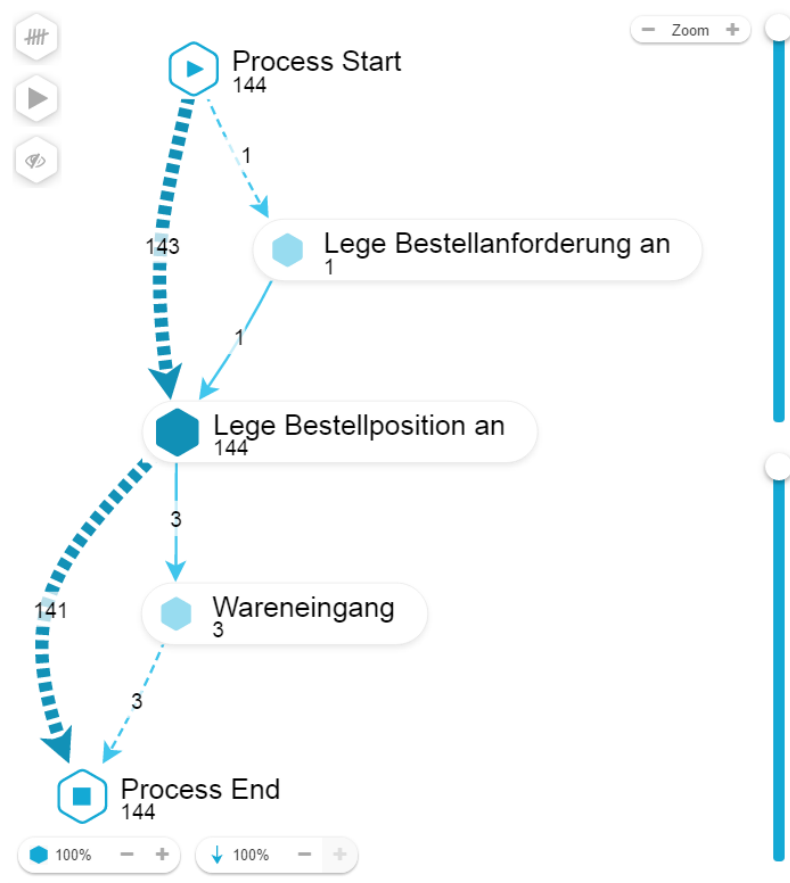 Zoom
Process Start
144
1
143
Lege Bestellanforderung an
1
1
Lege Bestellposition an
144
3
141
Wareneingang
3
3
Process End
144
100%
100%